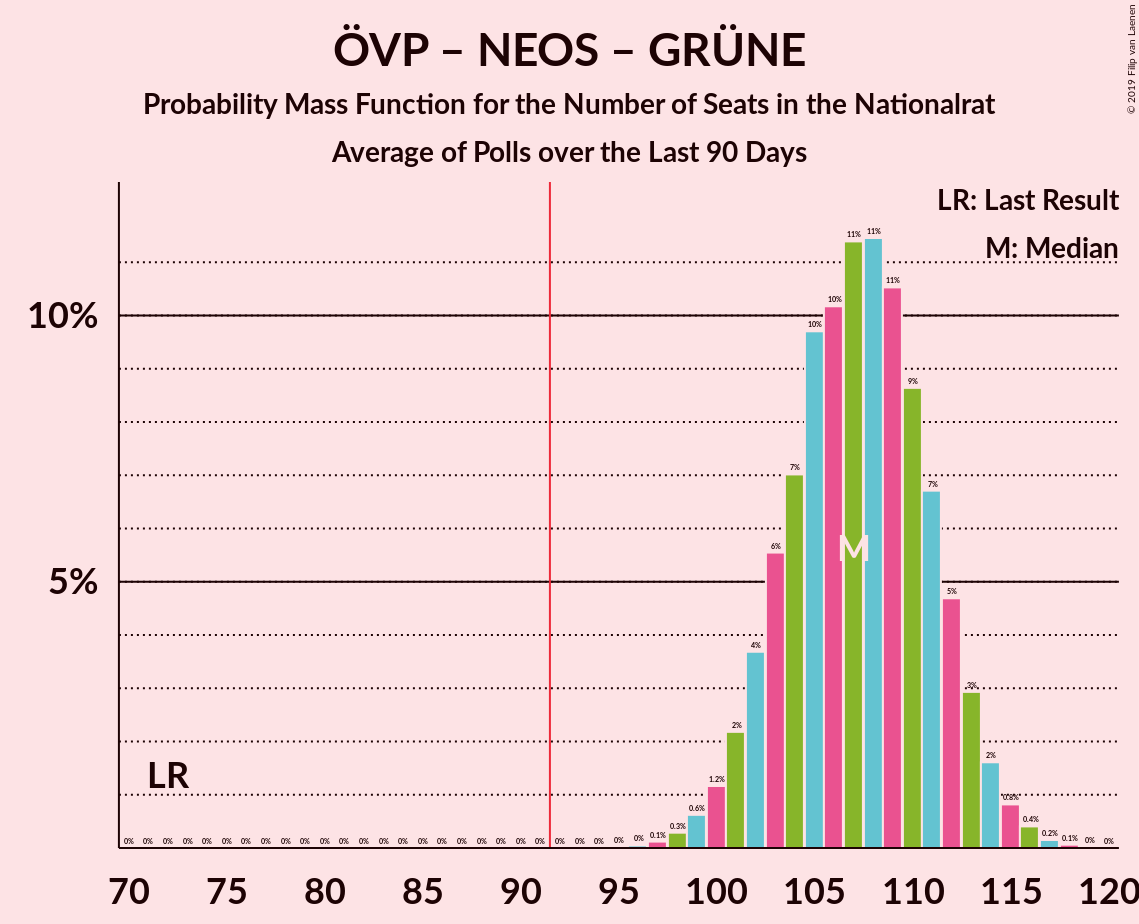 ÖVP – NEOS – GRÜNE
Probability Mass Function for the Number of Seats in the Nationalrat
Average of Polls over the Last 90 Days
© 2019 Filip van Laenen
LR: Last Result
M: Median
10%
5%
LR
M
0% 0% 0% 0% 0% 0% 0% 0% 0% 0% 0% 0% 0% 0% 0% 0% 0% 0% 0% 0% 0% 0% 0% 0% 0% 0% 0% 0.1% 0.3% 0.6% 1.2% 2% 4% 6% 7% 10% 10% 11% 11% 11% 9% 7% 5% 3% 2% 0.8% 0.4% 0.2% 0.1% 0% 0%
70 75 80 85 90 95 100 105 110 115 120